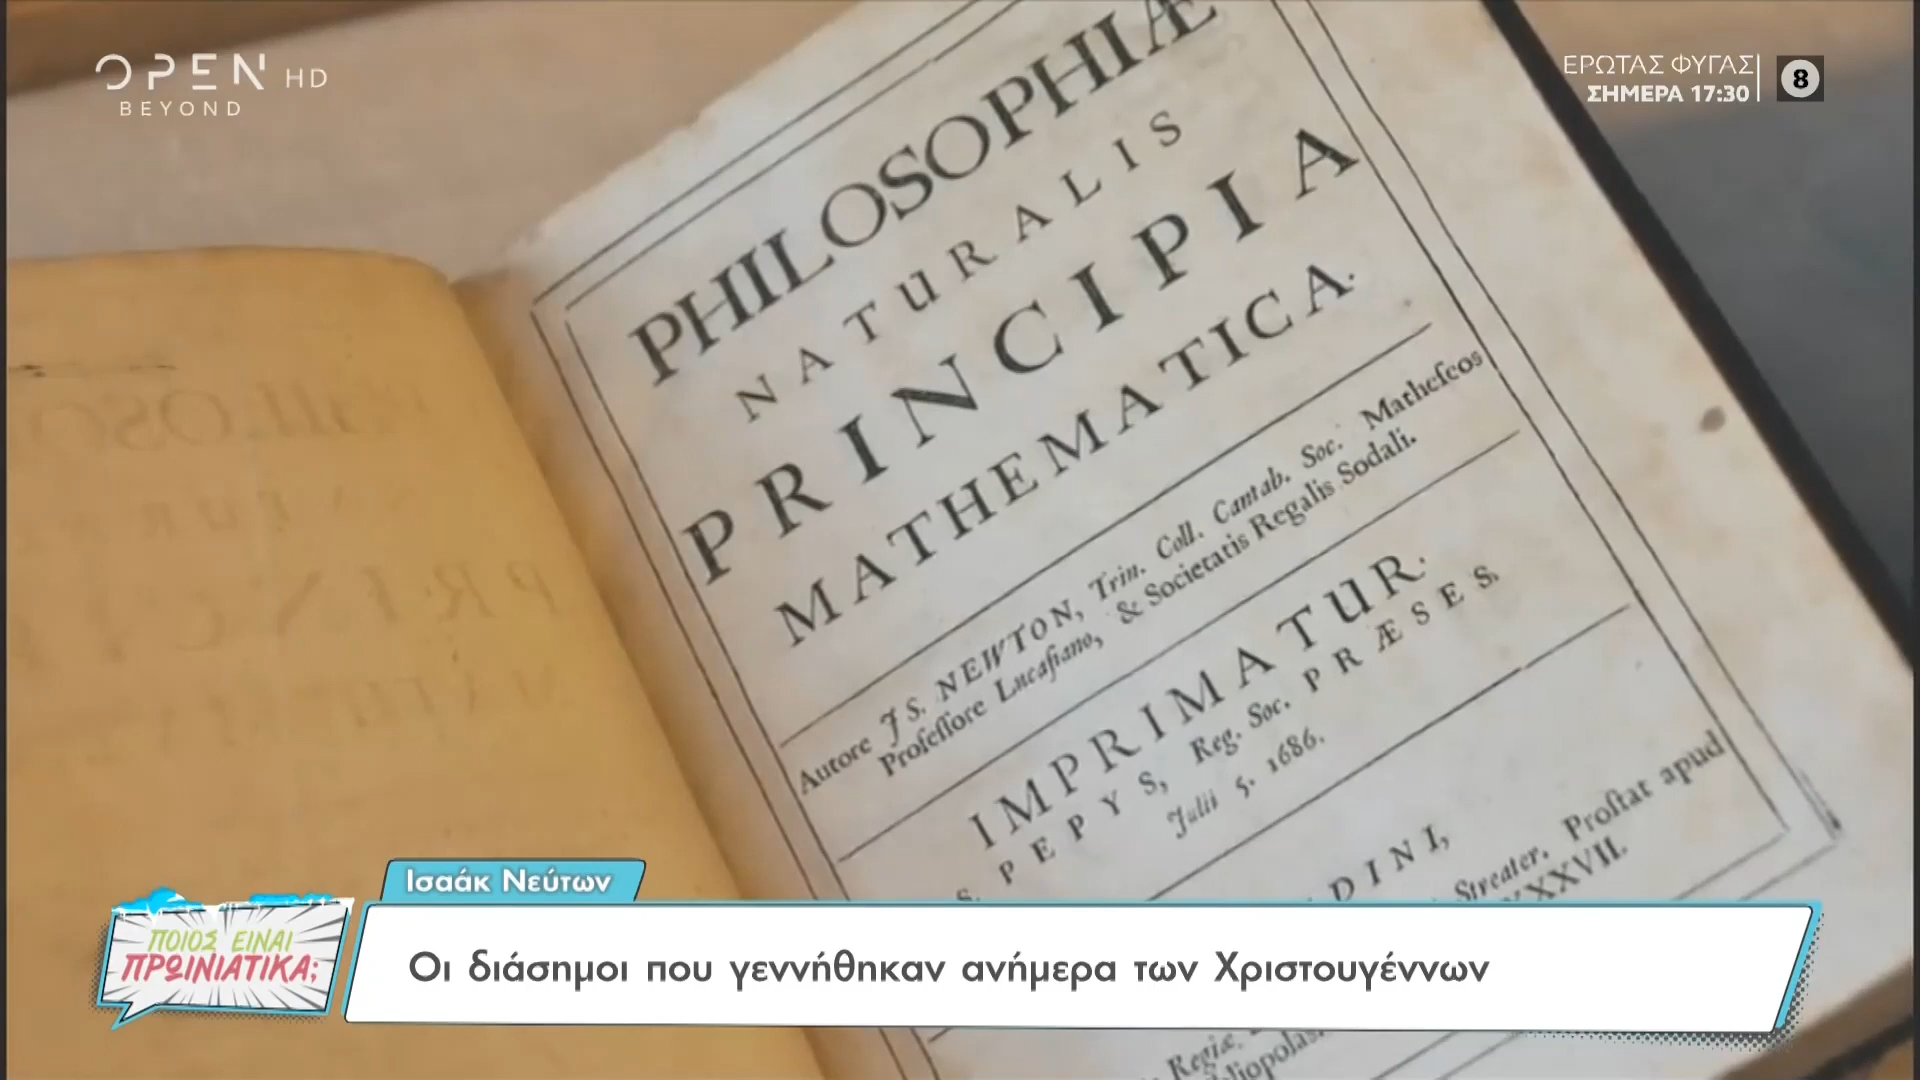 OPEN HD
BEYOND
ΕΡΩΤΑΣ ΦΥΓΑΣ
ΣΗΜΕΡΑ 17:30
8
PHILOSOPHIÆ
NATURALIS
PRINCIPIA
MATHEMATICA.
Autore JS. NEWTON, Trin. Coll. Cantab. Soc. Matheſeos
Profeſſore Lucaſiano, & Societatis Regalis Sodali.
IMPRIMATUR.
S. PEPYS, Reg. Soc. PRÆSES.
Julii 5. 1686.
Streater. Proſtat apud
Regiæ
Ισαάκ Νεύτων
ΠΟΙΟΣ ΕΙΝΑΙ
ΠΡΩΙΝΙΑΤΙΚΑ;
Οι διάσημοι που γεννήθηκαν ανήμερα των Χριστουγέννων